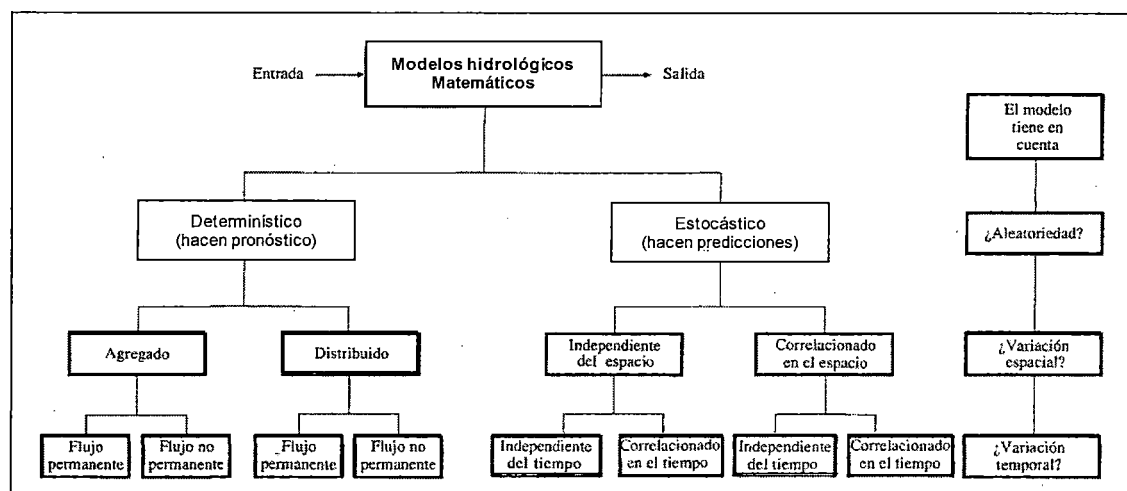 Entrada
Modelos hidrológicos
Matemáticos
Salida
El modelo
tiene en
cuenta
Determinístico
(hacen pronóstico)
Estocástico
(hacen predicciones)
¿Aleatoriedad?
Agregado
Distribuido
Independiente
del espacio
Correlacionado
en el espacio
¿Variación
espacial?
Flujo
permanente
Flujo no
permanente
Flujo
permanente
Flujo no
permanente
Independiente
del tiempo
Correlacionado
en el tiempo
Independiente
del tiempo
Correlacionado
en el tiempo
¿Variación
temporal?